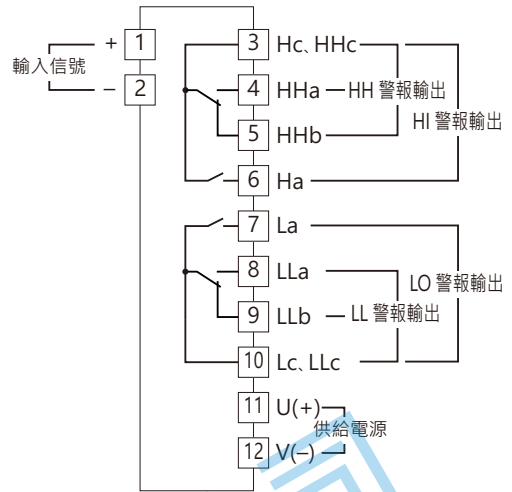 輸入信號
+ 1
– 2
3 Hc、HHc
4 HHa
HH 警報輸出
5 HHb
HI 警報輸出
6 Ha
7 La
8 LLa
LO 警報輸出
9 LLb
LL 警報輸出
10 Lc、LLc
11 U(+)
供給電源
12 V(–)